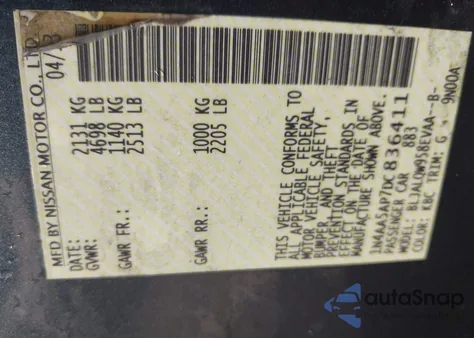 MFD BY NISSAN MOTOR CO., LTD.
DATE: 04/13
GVWR: 2131 KG
4698 LB
GAWR FR.: 1140 KG
2513 LB
GAWR RR.: 1000 KG
2205 LB
THIS VEHICLE CONFORMS TO
ALL APPLICABLE FEDERAL
MOTOR VEHICLE SAFETY,
BUMPER, AND THEFT
PREVENTION STANDARDS IN
EFFECT ON THE DATE OF
MANUFACTURE SHOWN ABOVE.
1N4AA5AP7DC836411
PASSENGER CAR
MODEL: BLJALQW958EVAA--B-
COLOR: KBC TRIM: G
autaSnap